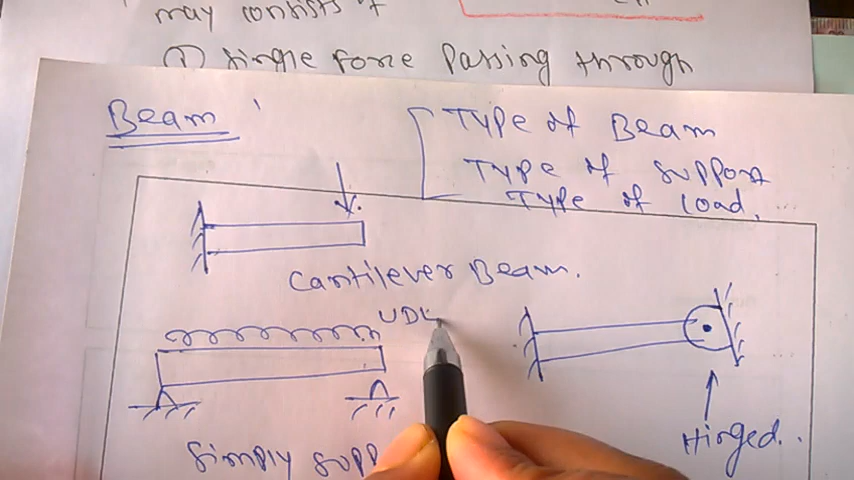 may consists of
① single force Passing through
Beam
Type of Beam
Type of support
Type of load.
Cantilever Beam.
UDL
Hinged..
Simply supp